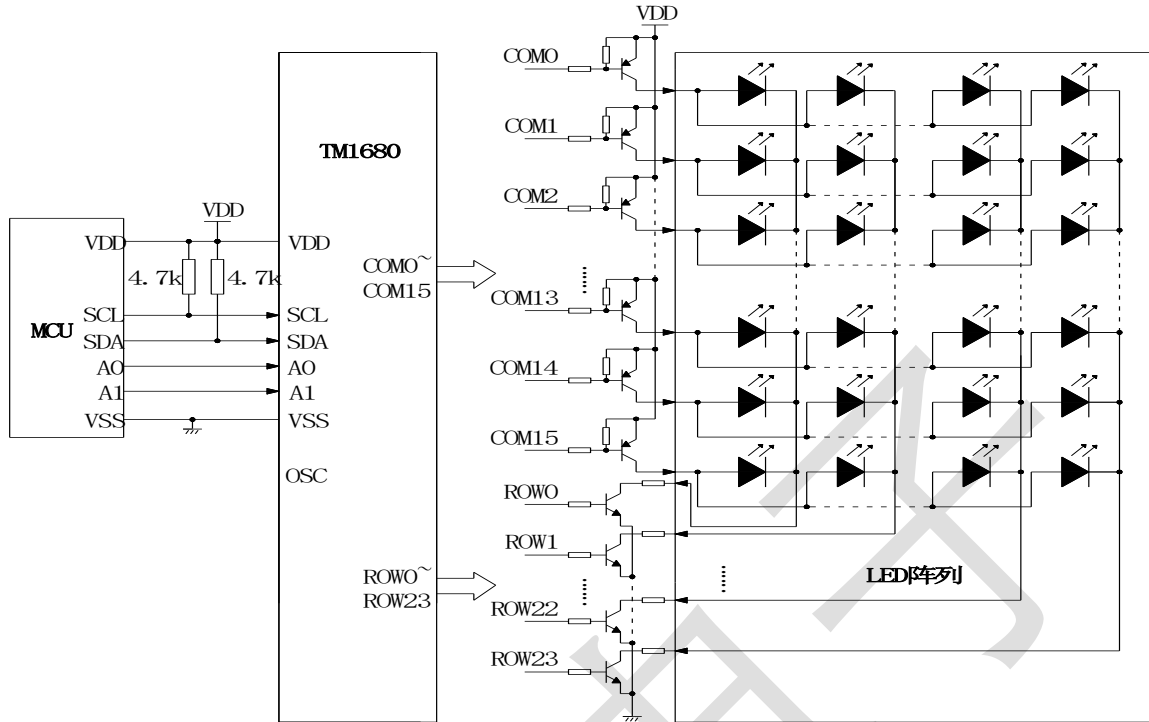 VDD
COM0
COM1
TM1680
COM2
VDD
VDD
VDD
4.7k
4.7k
COM0~
COM15
COM13
SCL
SCL
MCU
SDA
SDA
COM14
A0
A0
A1
A1
VSS
VSS
COM15
OSC
ROW0
ROW1
LED阵列
ROW0~
ROW23
ROW22
ROW23
子